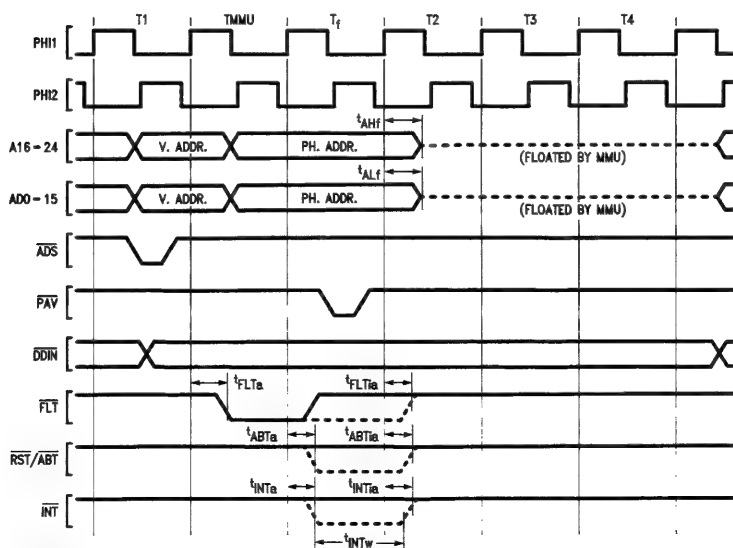 T1 TMMU Tf T2 T3 T4
PHI1
PHI2
tAHf
A16-24 V. ADDR. PH. ADDR. (FLOATED BY MMU)
tALf
AD0-15 V. ADDR. PH. ADDR. (FLOATED BY MMU)
ADS
PAV
DDIN
tFLTa tFLTia
FLT
tABTa tABTia
RST/ABT
tINTa tINTia
INT
tINTw